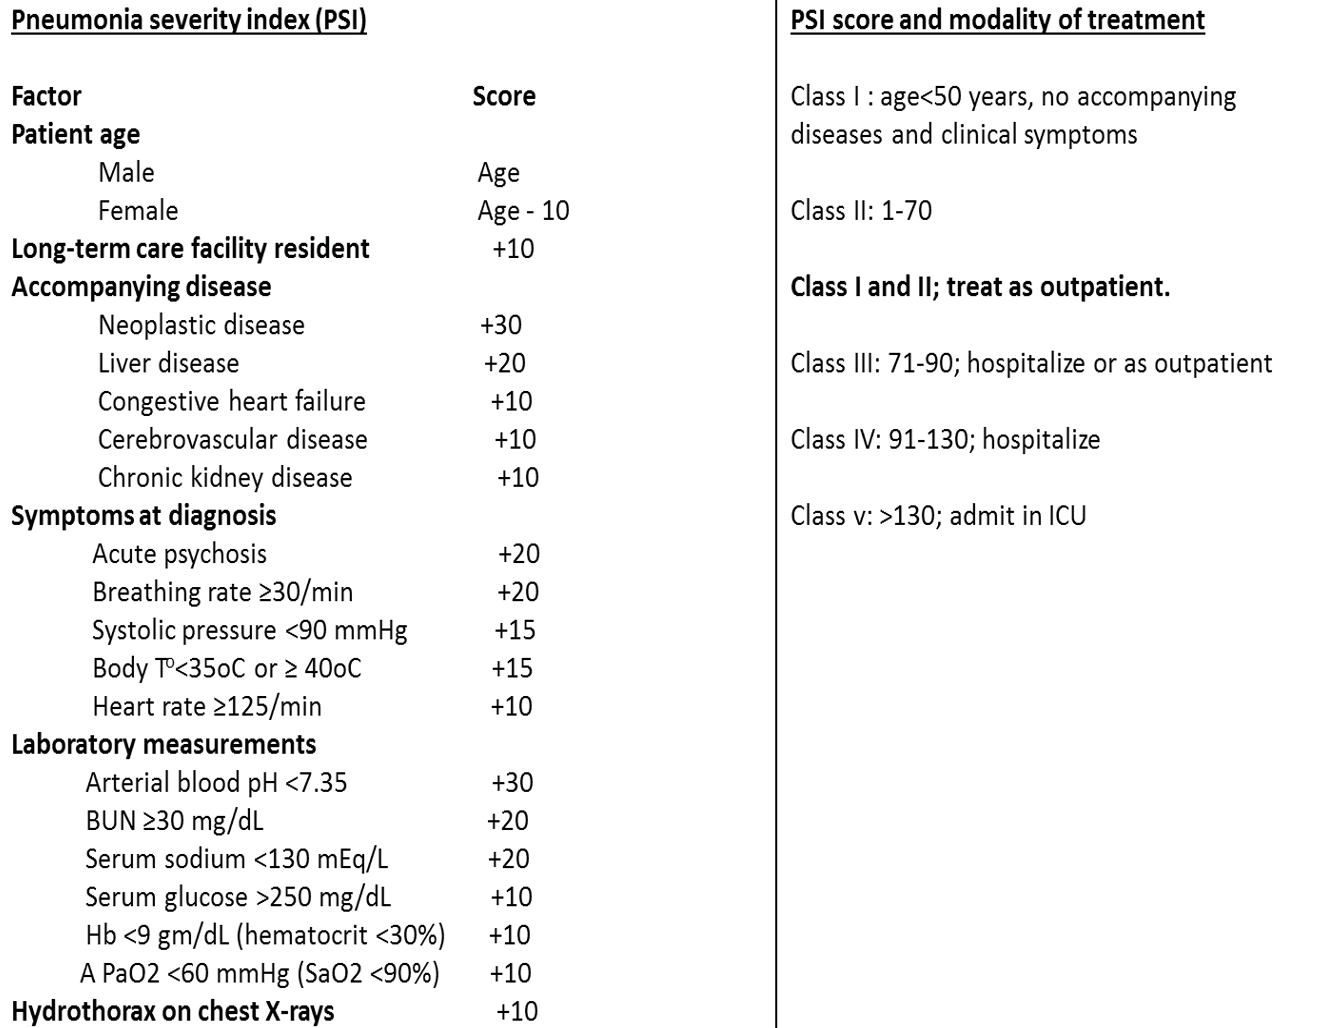 Pneumonia severity index (PSI)
Factor Score
Patient age
Male Age
Female Age - 10
Long-term care facility resident +10
Accompanying disease
Neoplastic disease +30
Liver disease +20
Congestive heart failure +10
Cerebrovascular disease +10
Chronic kidney disease +10
Symptoms at diagnosis
Acute psychosis +20
Breathing rate ≥30/min +20
Systolic pressure <90 mmHg +15
Body Tº<35oC or ≥ 40oC +15
Heart rate ≥125/min +10
Laboratory measurements
Arterial blood pH <7.35 +30
BUN ≥30 mg/dL +20
Serum sodium <130 mEq/L +20
Serum glucose >250 mg/dL +10
Hb <9 gm/dL (hematocrit <30%) +10
A PaO2 <60 mmHg (SaO2 <90%) +10
Hydrothorax on chest X-rays +10
PSI score and modality of treatment
Class I : age<50 years, no accompanying
diseases and clinical symptoms
Class II: 1-70
Class I and II; treat as outpatient.
Class III: 71-90; hospitalize or as outpatient
Class IV: 91-130; hospitalize
Class v: >130; admit in ICU